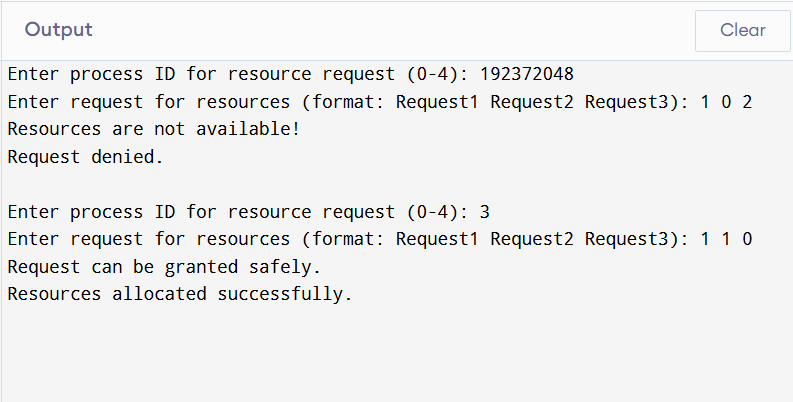 Output
Clear
Enter process ID for resource request (0-4): 192372048
Enter request for resources (format: Request1 Request2 Request3): 1 0 2
Resources are not available!
Request denied.
Enter process ID for resource request (0-4): 3
Enter request for resources (format: Request1 Request2 Request3): 1 1 0
Request can be granted safely.
Resources allocated successfully.